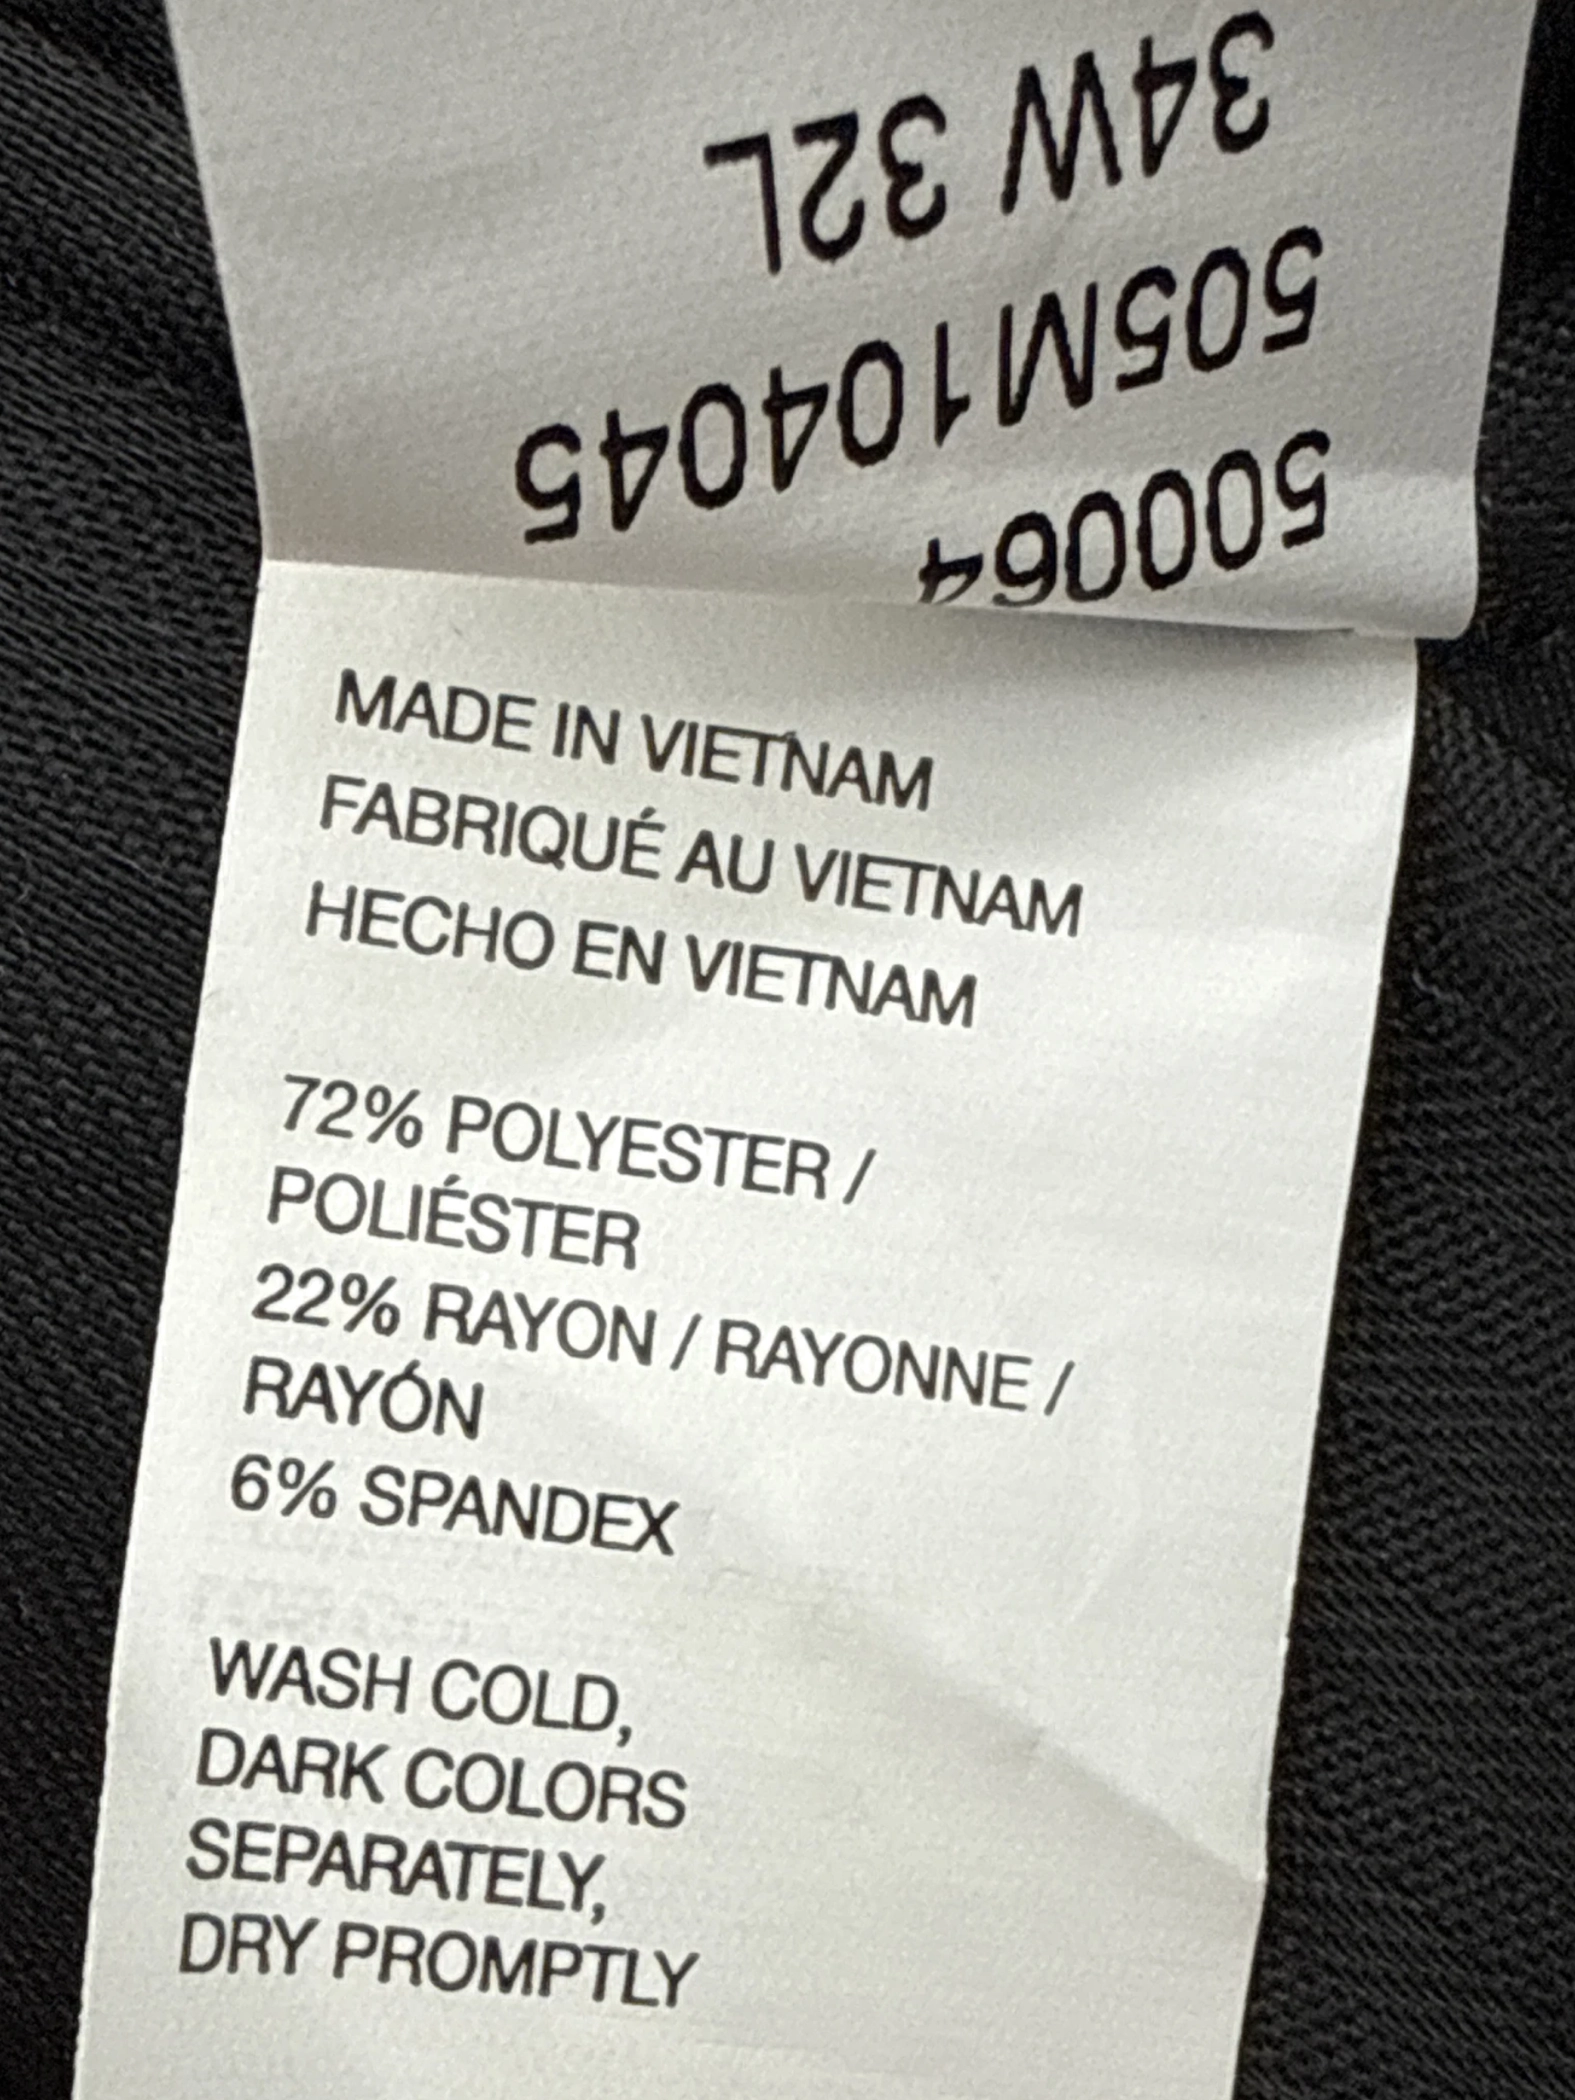 34W 32L
505M104045
50064
MADE IN VIETNAM
FABRIQUÉ AU VIETNAM
HECHO EN VIETNAM
72% POLYESTER /
POLIÉSTER
22% RAYON / RAYONNE /
RAYÓN
6% SPANDEX
WASH COLD,
DARK COLORS
SEPARATELY,
DRY PROMPTLY